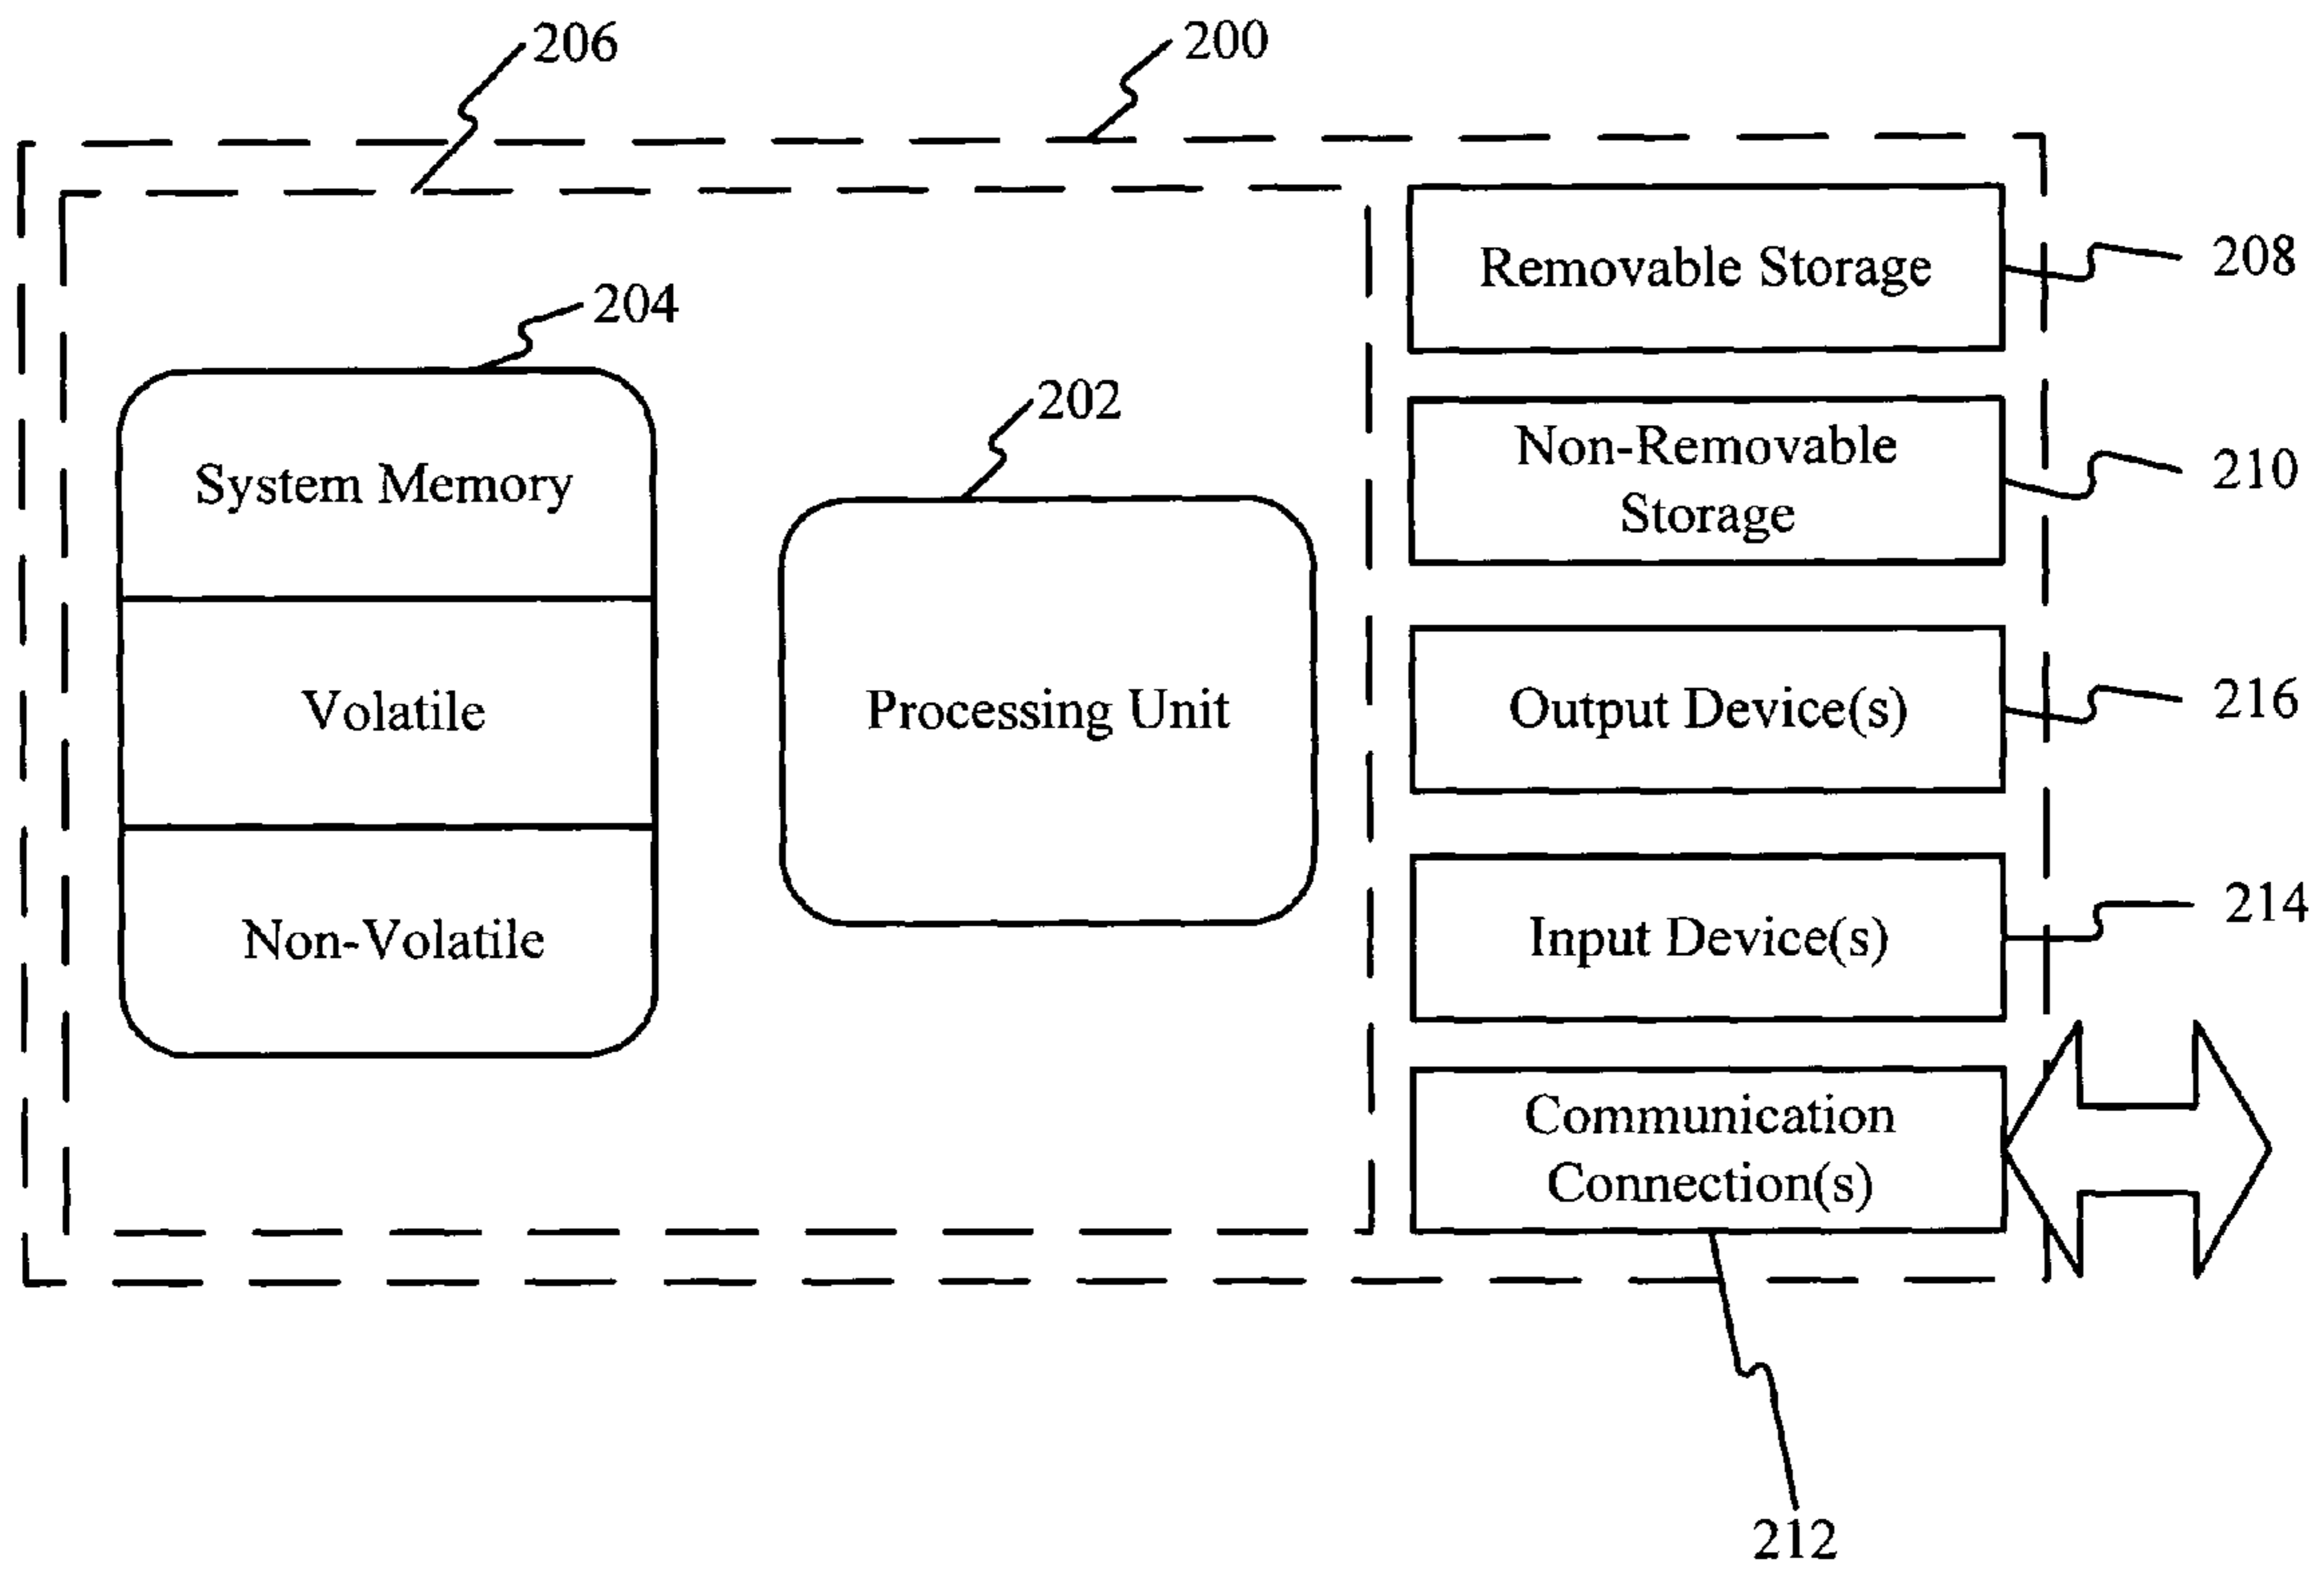 206
200
208
204
Removable Storage
202
Non-Removable
Storage
210
System Memory
Volatile
Processing Unit
Output Device(s)
216
Non-Volatile
Input Device(s)
214
Communication
Connection(s)
212